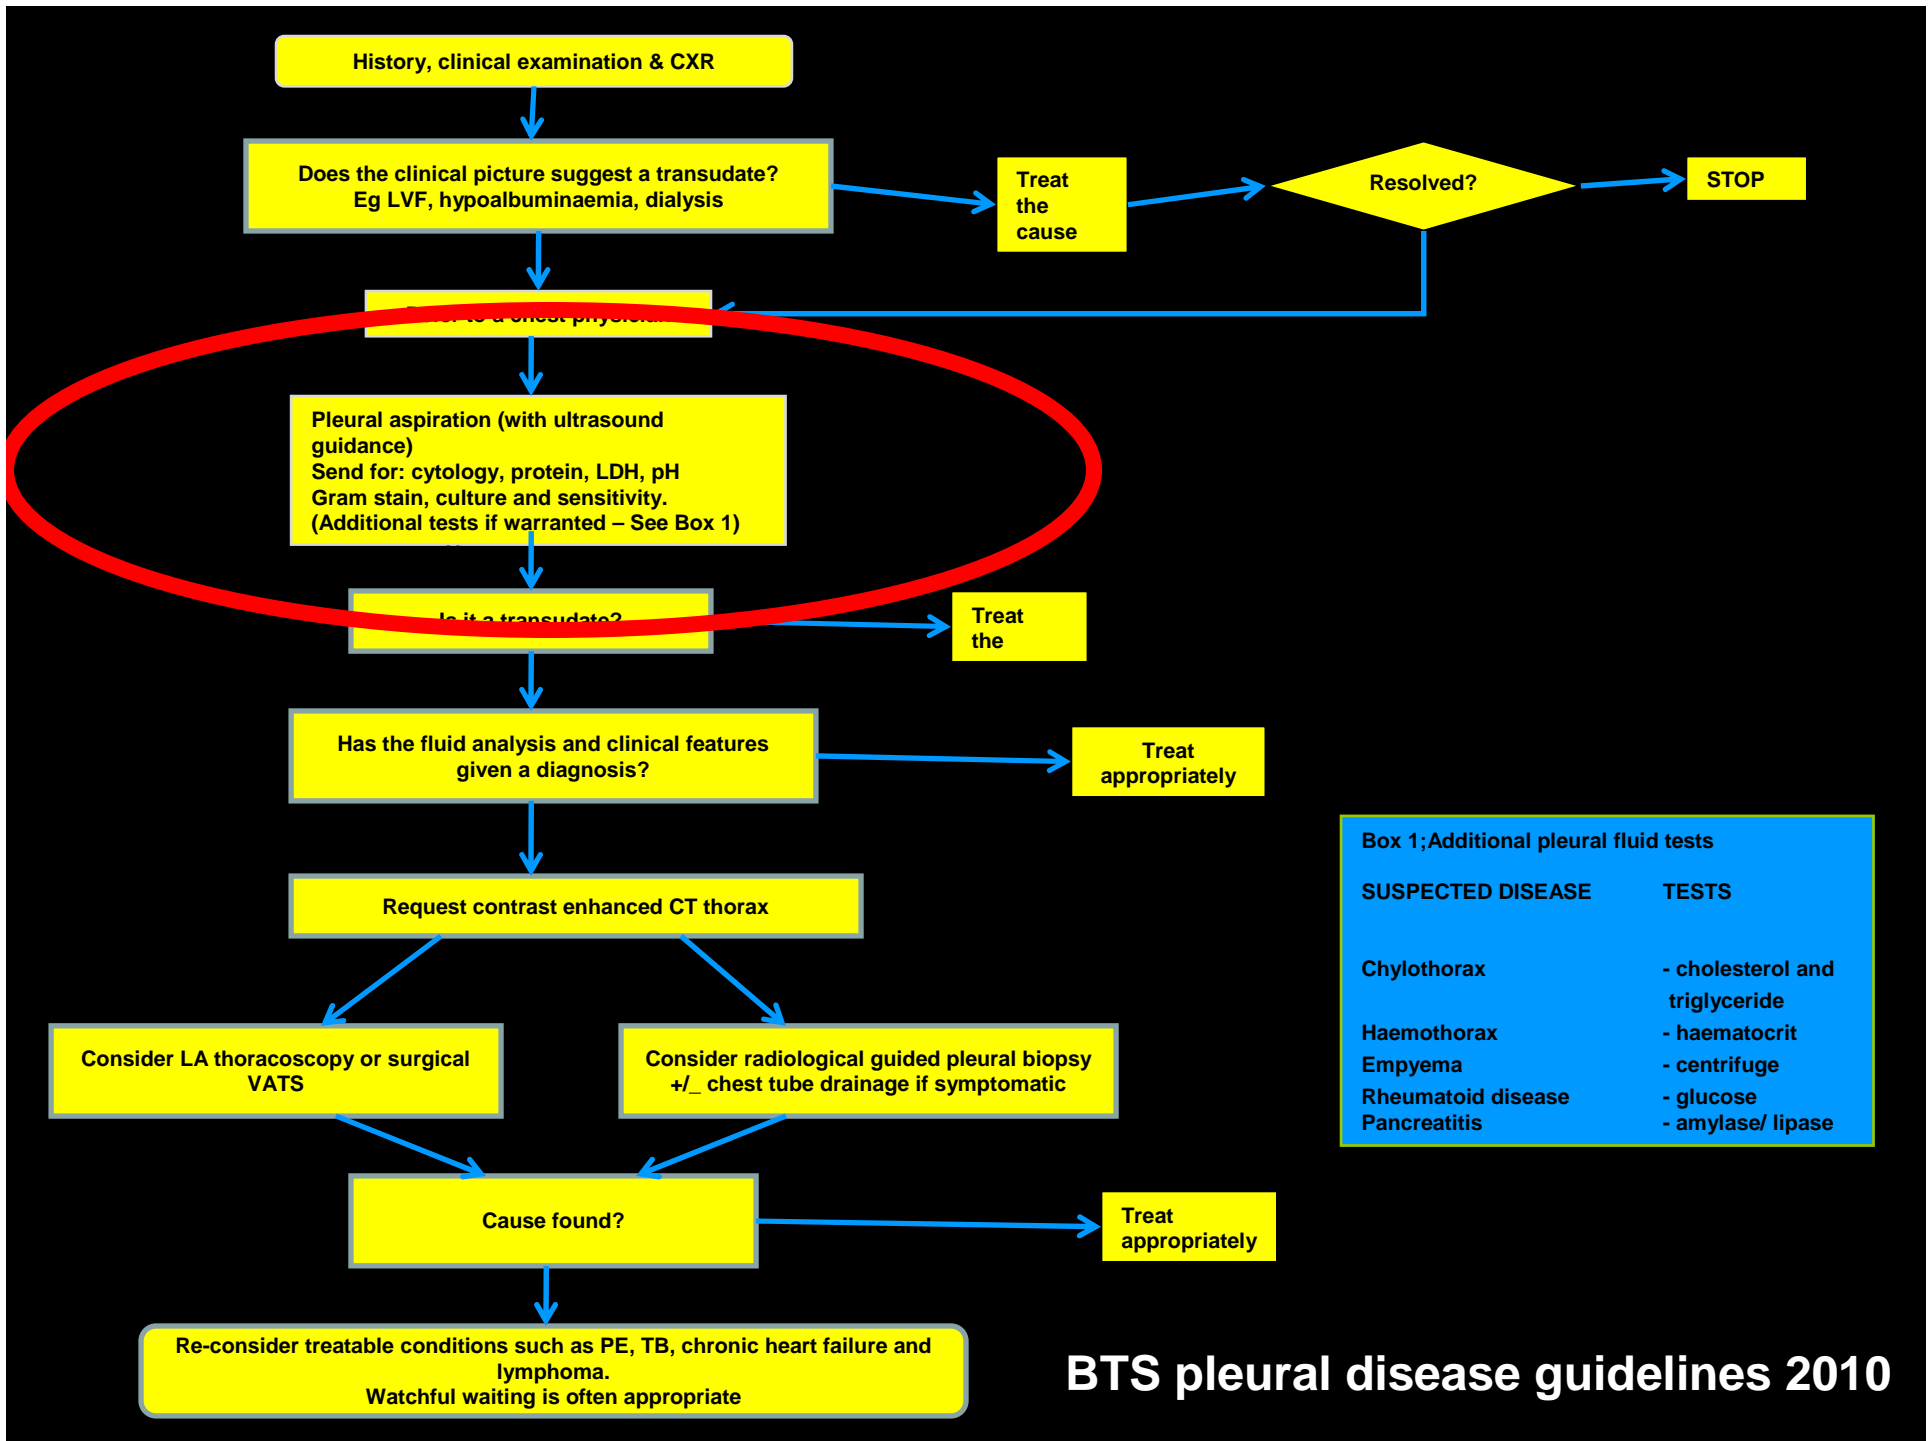 History, clinical examination & CXR
Does the clinical picture suggest a transudate?
Eg LVF, hypoalbuminaemia, dialysis
Treat
the
cause
Resolved?
STOP
to a chest physician
Pleural aspiration (with ultrasound
guidance)
Send for: cytology, protein, LDH, pH
Gram stain, culture and sensitivity.
(Additional tests if warranted – See Box 1)
Is it a transudate?
Treat
the
Has the fluid analysis and clinical features
given a diagnosis?
Treat
appropriately
Request contrast enhanced CT thorax
Consider LA thoracoscopy or surgical
VATS
Consider radiological guided pleural biopsy
+/_ chest tube drainage if symptomatic
Cause found?
Treat
appropriately
Re-consider treatable conditions such as PE, TB, chronic heart failure and
lymphoma.
Watchful waiting is often appropriate
Box 1;Additional pleural fluid tests
SUSPECTED DISEASE TESTS
Chylothorax - cholesterol and
triglyceride
Haemothorax - haematocrit
Empyema - centrifuge
Rheumatoid disease - glucose
Pancreatitis - amylase/ lipase
BTS pleural disease guidelines 2010